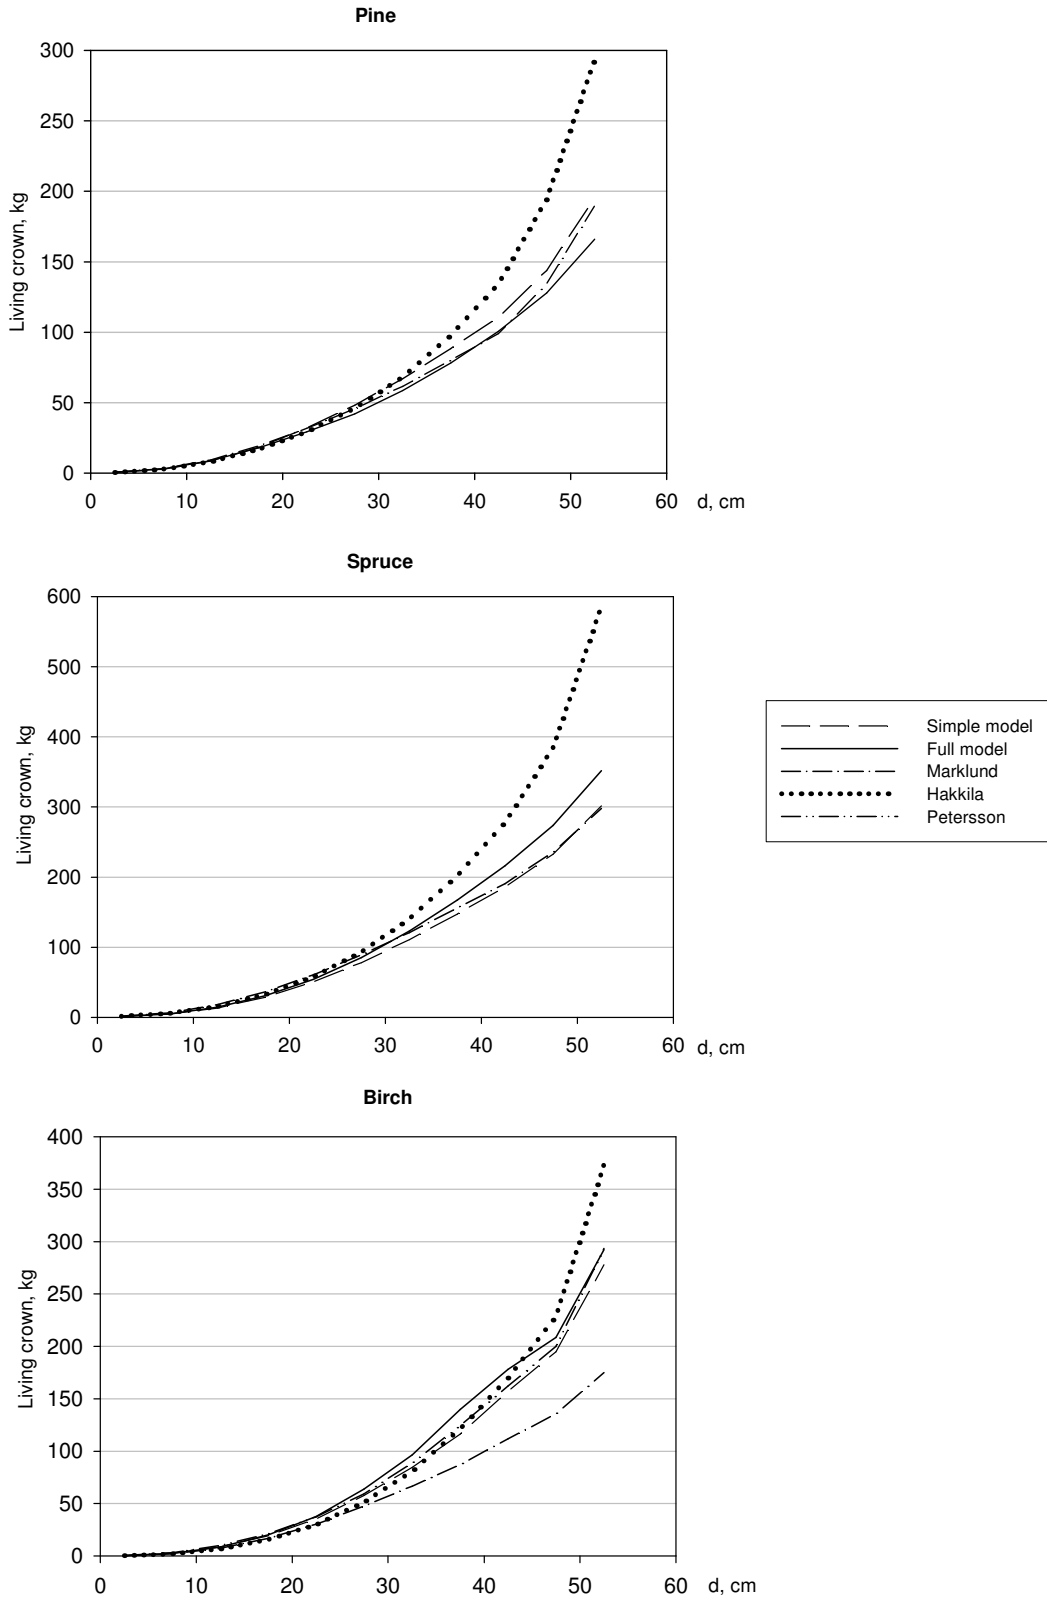 Pine
300
250
200
150
100
50
0
Living crown, kg
0 10 20 30 40 50 60 d, cm
Spruce
600
500
400
300
200
100
0
Living crown, kg
0 10 20 30 40 50 60 d, cm
Simple model
Full model
Marklund
Hakkila
Petersson
Birch
400
350
300
250
200
150
100
50
0
Living crown, kg
0 10 20 30 40 50 60 d, cm